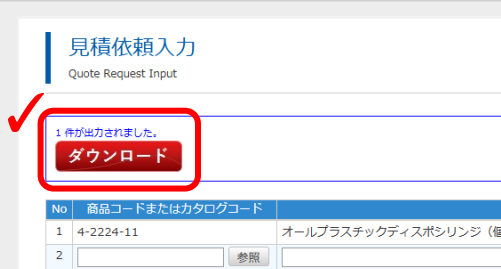 見積依頼入力
Quote Request Input
1 件が出力されました。
ダウンロード
No 商品コードまたはカタログコード
1 4-2224-11 オールプラスチックディスポシリンジ（個
2 参照